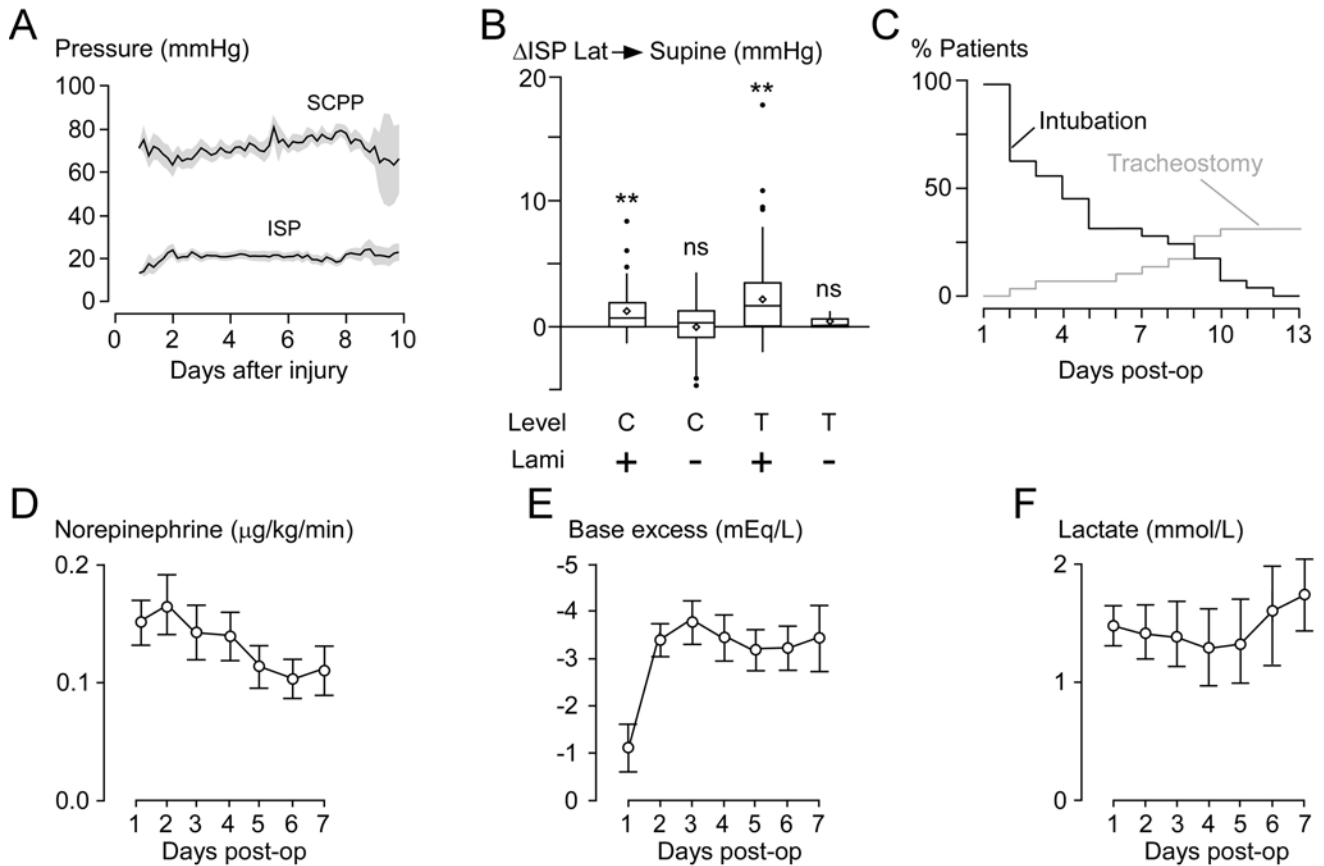 A
Pressure (mmHg)
100
80
60
40
20
0
SCPP
ISP
0 2 4 6 8 10
Days after injury
B
ΔISP Lat → Supine (mmHg)
20
10
0
** ns ** ns
Level C C T T
Lami + - + -
C
% Patients
100
50
0
Intubation
Tracheostomy
1 4 7 10 13
Days post-op
D
Norepinephrine (μg/kg/min)
0.2
0.1
0.0
1 2 3 4 5 6 7
Days post-op
E
Base excess (mEq/L)
-5
-4
-3
-2
-1
0
1 2 3 4 5 6 7
Days post-op
F
Lactate (mmol/L)
2
1
0
1 2 3 4 5 6 7
Days post-op